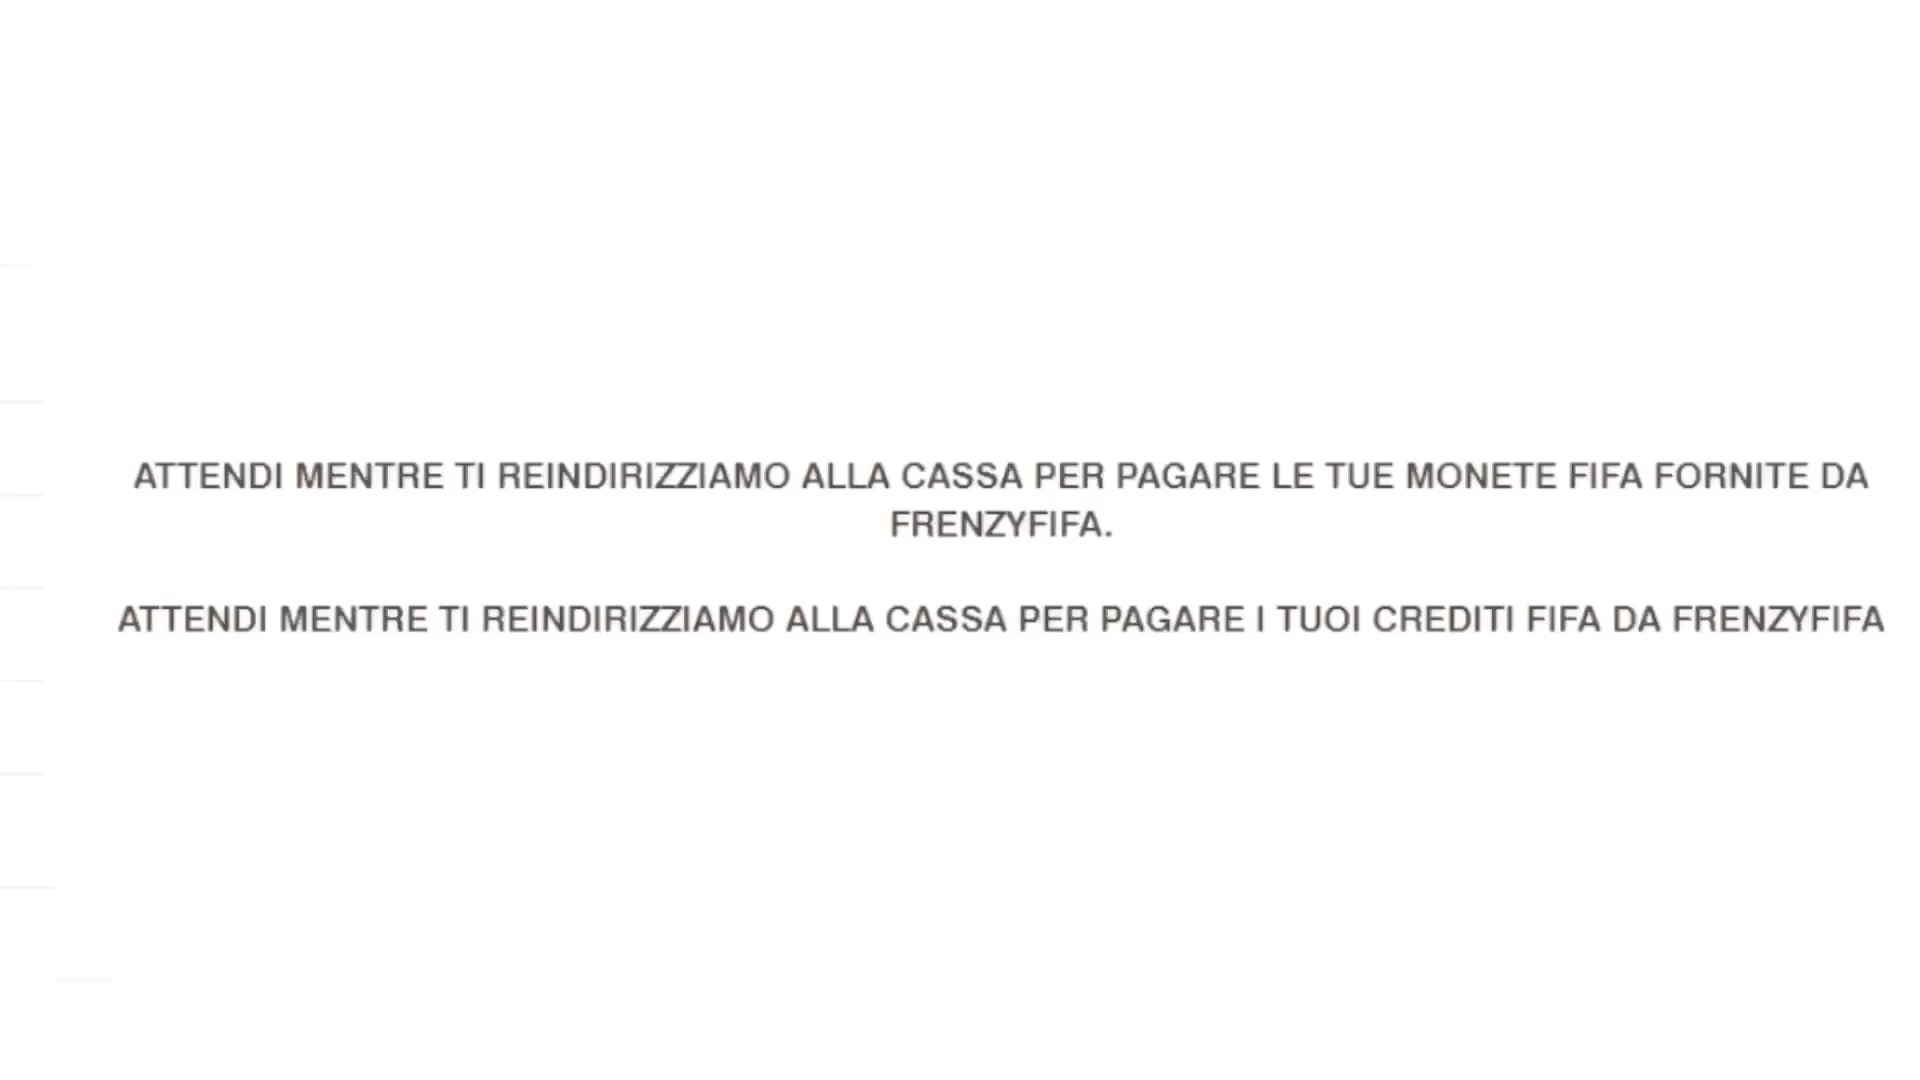 ATTENDI MENTRE TI REINDIRIZZIAMO ALLA CASSA PER PAGARE LE TUE MONETE FIFA FORNITE DA
FRENZYFIFA.
ATTENDI MENTRE TI REINDIRIZZIAMO ALLA CASSA PER PAGARE I TUOI CREDITI FIFA DA FRENZYFIFA